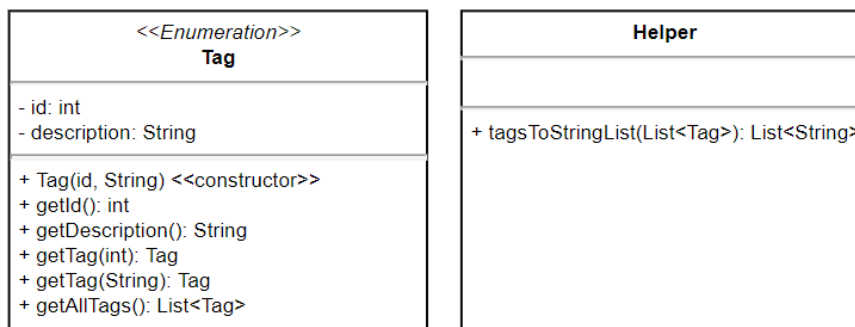 <<Enumeration>>
Tag
- id: int
- description: String
+ Tag(id, String) <<constructor>>
+ getId(): int
+ getDescription(): String
+ getTag(int): Tag
+ getTag(String): Tag
+ getAllTags(): List<Tag>
Helper
+ tagsToStringList(List<Tag>): List<String>